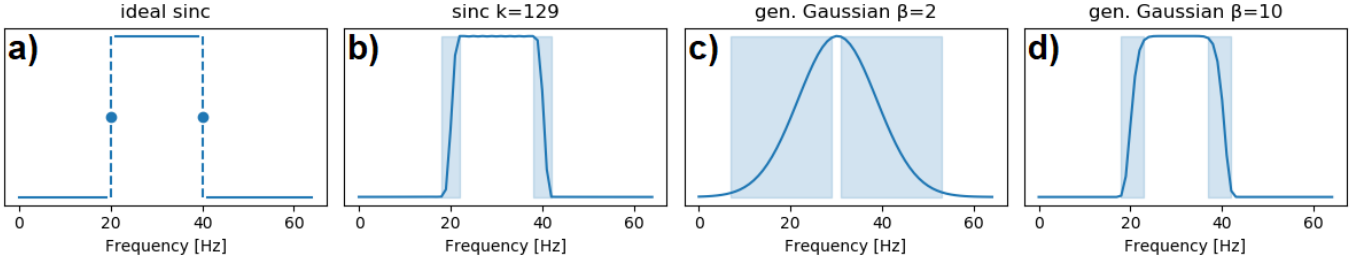 ideal sinc
sinc k=129
gen. Gaussian β=2
gen. Gaussian β=10
a)
b)
c)
d)
0 20 40 60
0 20 40 60
0 20 40 60
0 20 40 60
Frequency [Hz]
Frequency [Hz]
Frequency [Hz]
Frequency [Hz]